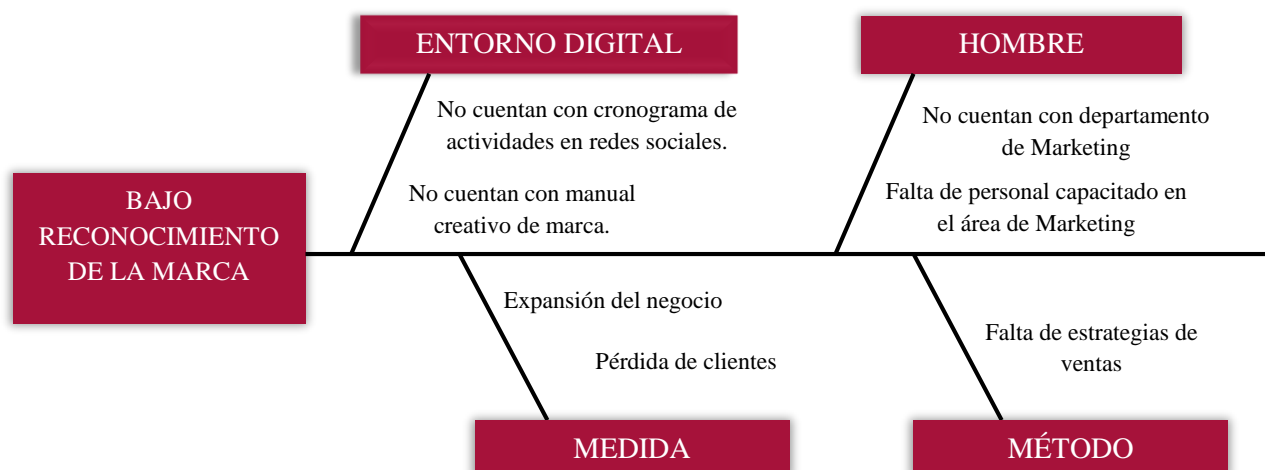 ENTORNO DIGITAL
HOMBRE
No cuentan con cronograma de
actividades en redes sociales.
No cuentan con departamento
de Marketing
No cuentan con manual
creativo de marca.
Falta de personal capacitado en
el área de Marketing
BAJO
RECONOCIMIENTO
DE LA MARCA
Expansión del negocio
Pérdida de clientes
Falta de estrategias de
ventas
MEDIDA
MÉTODO